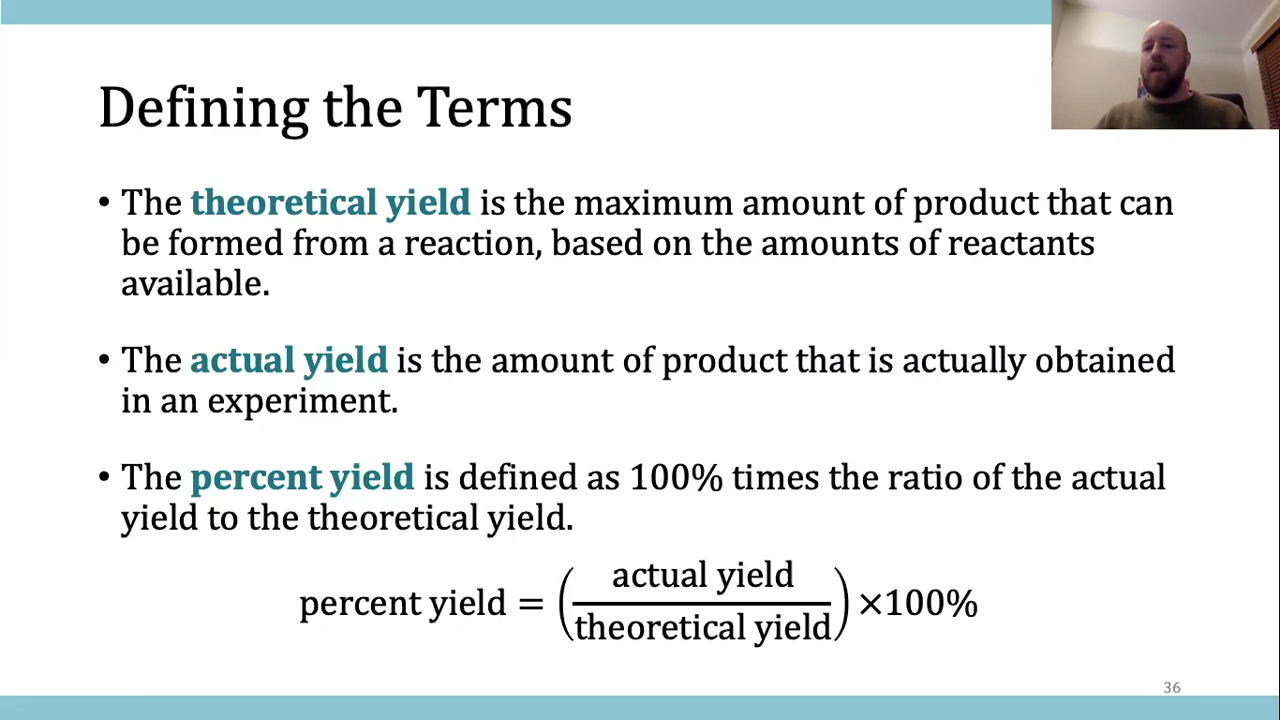 Defining the Terms
• The theoretical yield is the maximum amount of product that can
be formed from a reaction, based on the amounts of reactants
available.
• The actual yield is the amount of product that is actually obtained
in an experiment.
• The percent yield is defined as 100% times the ratio of the actual
yield to the theoretical yield.
percent yield = (actual yield / theoretical yield) ×100%
36